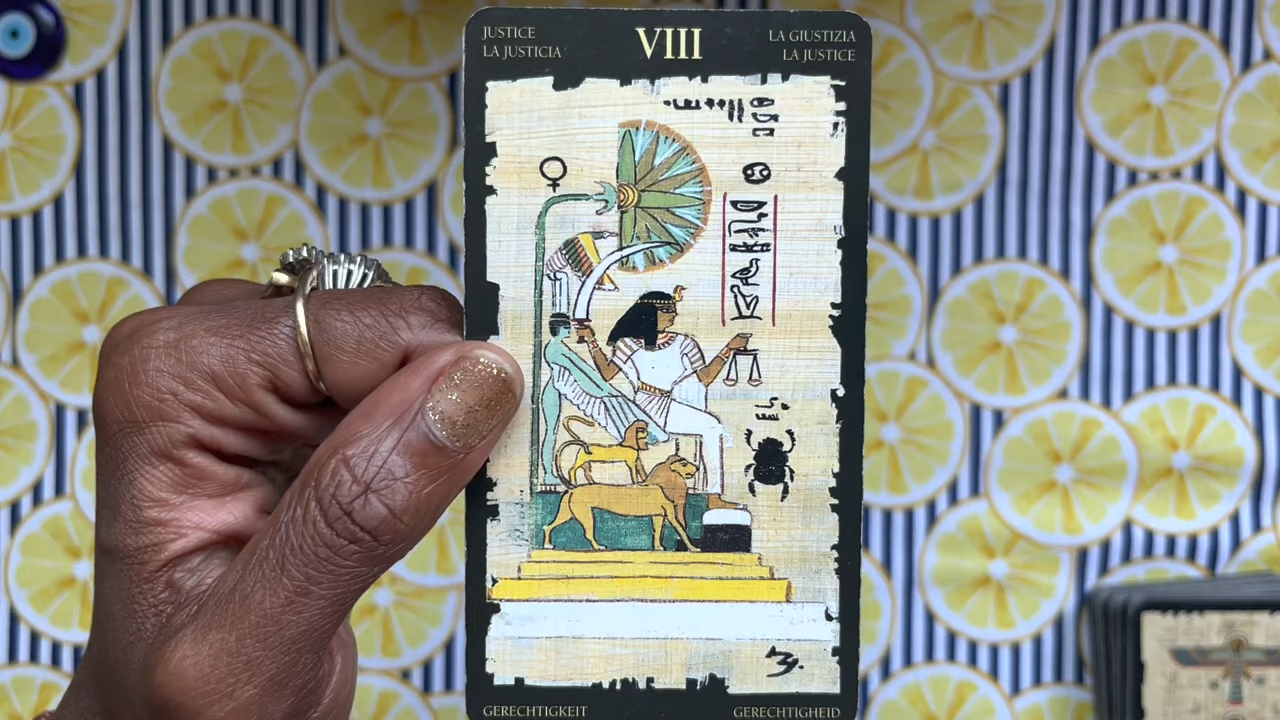 JUSTICE
LA JUSTICIA
VIII
LA GIUSTIZIA
LA JUSTICE
GERECHTIGKEIT
GERECHTIGHEID